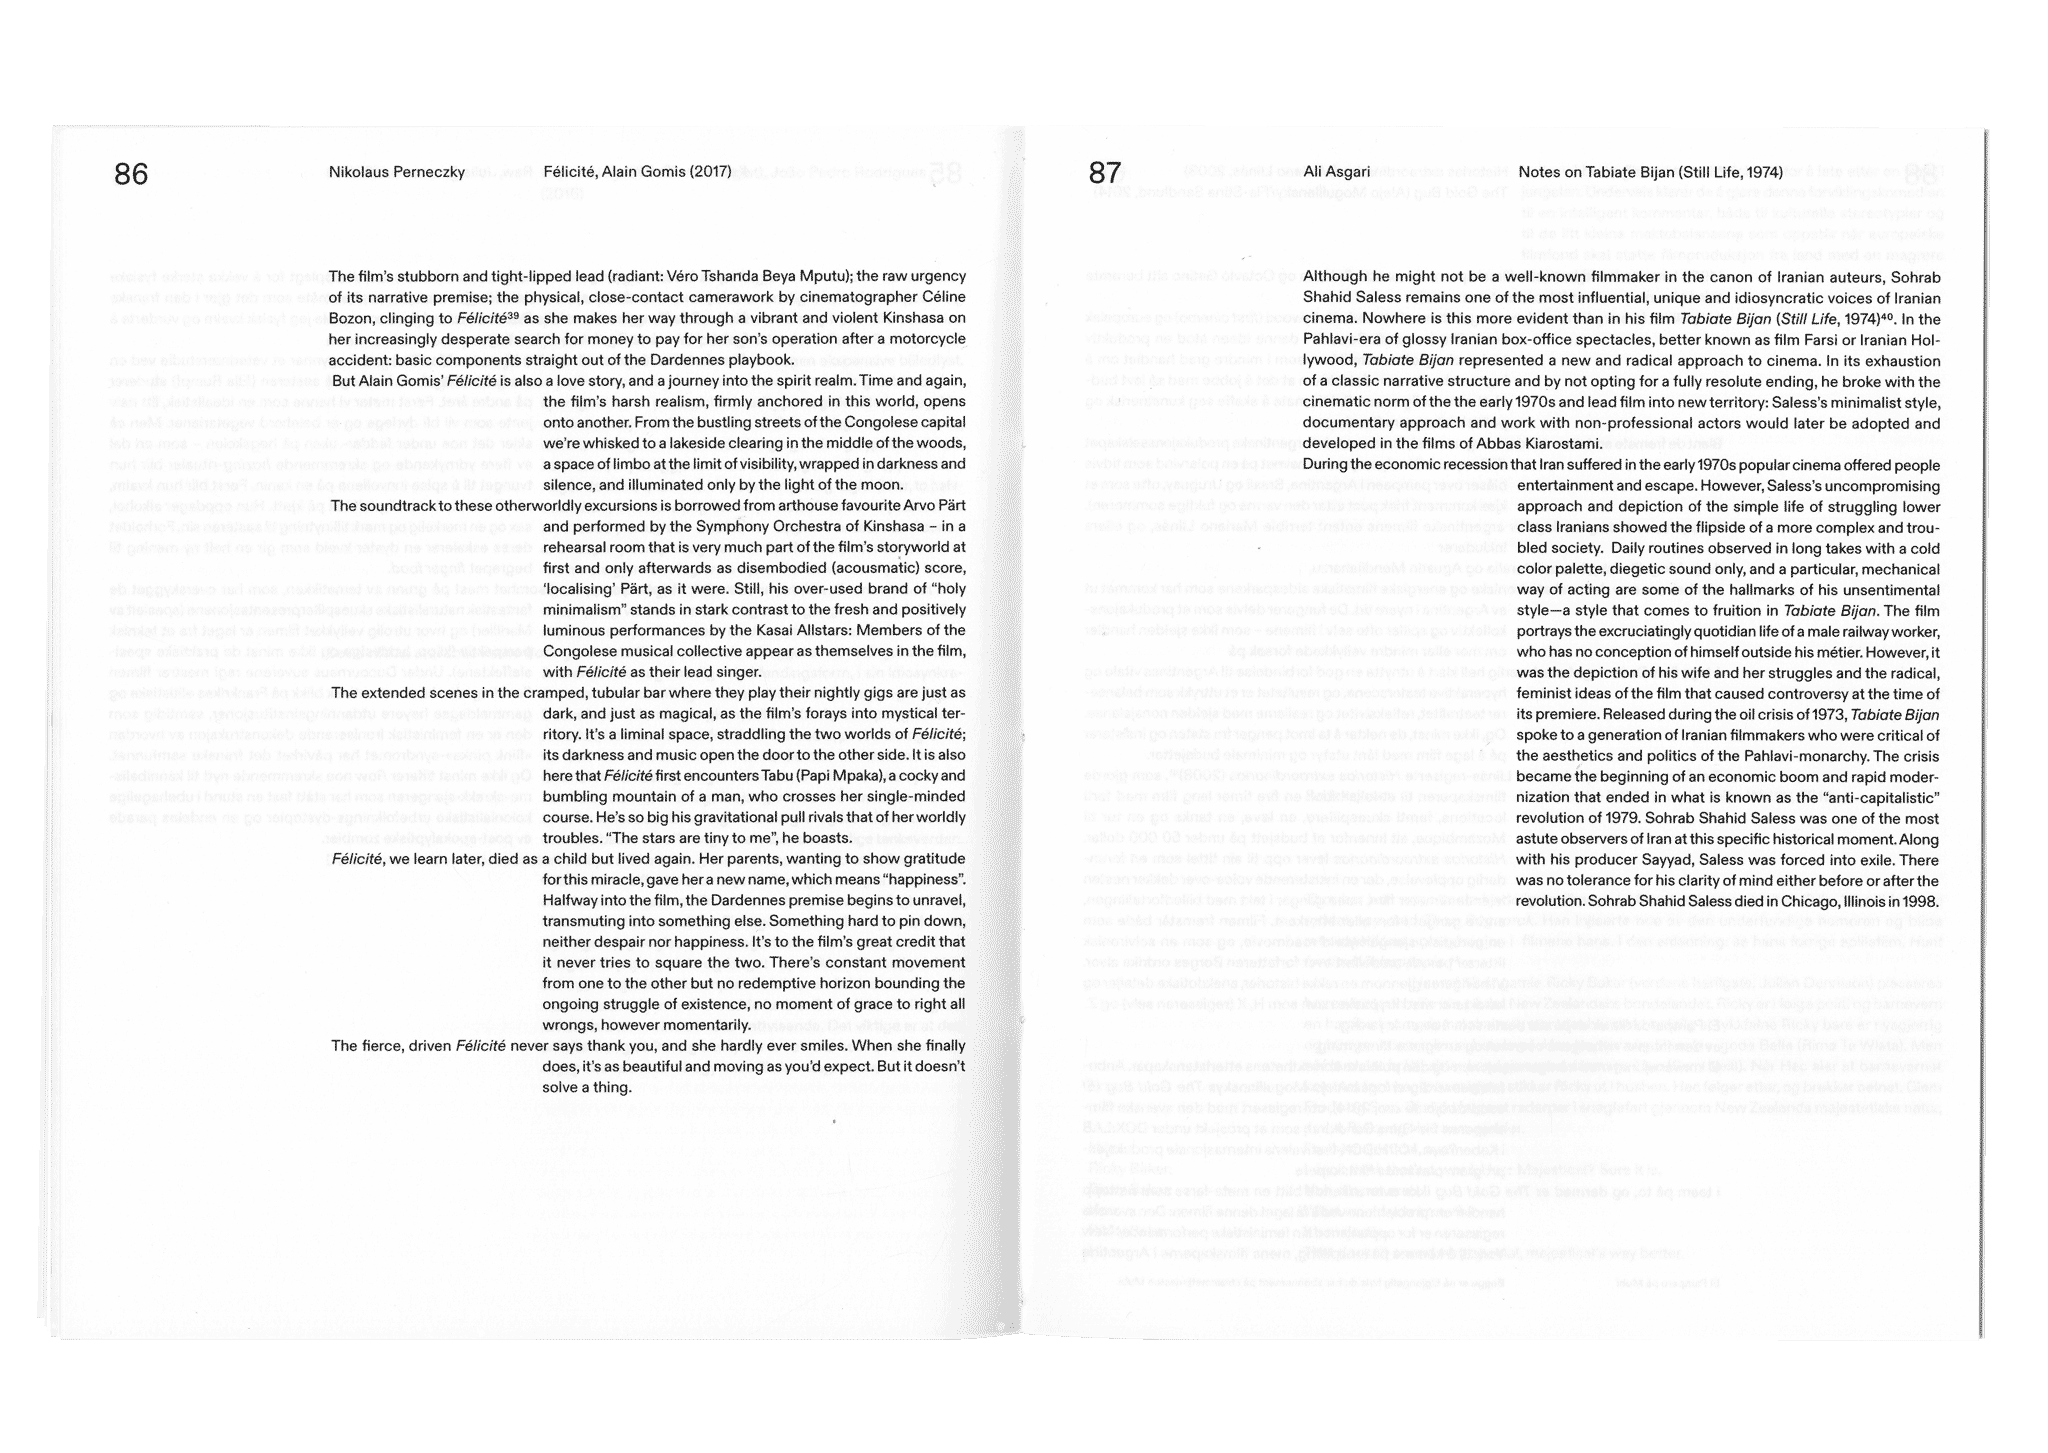 86
Nikolaus Perneczky
Félicité, Alain Gomis (2017)
The film's stubborn and tight-lipped lead (radiant: Véro Tshanda Beya Mputu); the raw urgency
of its narrative premise; the physical, close-contact camerawork by cinematographer Céline
Bozon, clinging to Félicité³⁹ as she makes her way through a vibrant and violent Kinshasa on
her increasingly desperate search for money to pay for her son's operation after a motorcycle
accident: basic components straight out of the Dardennes playbook.
But Alain Gomis' Félicité is also a love story, and a journey into the spirit realm. Time and again,
the film's harsh realism, firmly anchored in this world, opens
onto another. From the bustling streets of the Congolese capital
we're whisked to a lakeside clearing in the middle of the woods,
a space of limbo at the limit of visibility, wrapped in darkness and
silence, and illuminated only by the light of the moon.
The soundtrack to these otherworldly excursions is borrowed from arthouse favourite Arvo Pärt
and performed by the Symphony Orchestra of Kinshasa – in a
rehearsal room that is very much part of the film's storyworld at
first and only afterwards as disembodied (acousmatic) score,
'localising' Pärt, as it were. Still, his over-used brand of "holy
minimalism" stands in stark contrast to the fresh and positively
luminous performances by the Kasai Allstars: Members of the
Congolese musical collective appear as themselves in the film,
with Félicité as their lead singer.
The extended scenes in the cramped, tubular bar where they play their nightly gigs are just as
dark, and just as magical, as the film's forays into mystical ter-
ritory. It's a liminal space, straddling the two worlds of Félicité;
its darkness and music open the door to the other side. It is also
here that Félicité first encounters Tabu (Papi Mpaka), a cocky and
bumbling mountain of a man, who crosses her single-minded
course. He's so big his gravitational pull rivals that of her worldly
troubles. "The stars are tiny to me", he boasts.
Félicité, we learn later, died as a child but lived again. Her parents, wanting to show gratitude
for this miracle, gave her a new name, which means "happiness".
Halfway into the film, the Dardennes premise begins to unravel,
transmuting into something else. Something hard to pin down,
neither despair nor happiness. It's to the film's great credit that
it never tries to square the two. There's constant movement
from one to the other but no redemptive horizon bounding the
ongoing struggle of existence, no moment of grace to right all
wrongs, however momentarily.
The fierce, driven Félicité never says thank you, and she hardly ever smiles. When she finally
does, it's as beautiful and moving as you'd expect. But it doesn't
solve a thing.
87
Ali Asgari
Notes on Tabiate Bijan (Still Life, 1974)
Although he might not be a well-known filmmaker in the canon of Iranian auteurs, Sohrab
Shahid Saless remains one of the most influential, unique and idiosyncratic voices of Iranian
cinema. Nowhere is this more evident than in his film Tabiate Bijan (Still Life, 1974)⁴⁰. In the
Pahlavi-era of glossy Iranian box-office spectacles, better known as film Farsi or Iranian Hol-
lywood, Tabiate Bijan represented a new and radical approach to cinema. In its exhaustion
of a classic narrative structure and by not opting for a fully resolute ending, he broke with the
cinematic norm of the the early 1970s and lead film into new territory: Saless's minimalist style,
documentary approach and work with non-professional actors would later be adopted and
developed in the films of Abbas Kiarostami.
During the economic recession that Iran suffered in the early 1970s popular cinema offered people
entertainment and escape. However, Saless's uncompromising
approach and depiction of the simple life of struggling lower
class Iranians showed the flipside of a more complex and trou-
bled society. Daily routines observed in long takes with a cold
color palette, diegetic sound only, and a particular, mechanical
way of acting are some of the hallmarks of his unsentimental
style—a style that comes to fruition in Tabiate Bijan. The film
portrays the excruciatingly quotidian life of a male railway worker,
who has no conception of himself outside his métier. However, it
was the depiction of his wife and her struggles and the radical,
feminist ideas of the film that caused controversy at the time of
its premiere. Released during the oil crisis of 1973, Tabiate Bijan
spoke to a generation of Iranian filmmakers who were critical of
the aesthetics and politics of the Pahlavi-monarchy. The crisis
became the beginning of an economic boom and rapid moder-
nization that ended in what is known as the "anti-capitalistic"
revolution of 1979. Sohrab Shahid Saless was one of the most
astute observers of Iran at this specific historical moment. Along
with his producer Sayyad, Saless was forced into exile. There
was no tolerance for his clarity of mind either before or after the
revolution. Sohrab Shahid Saless died in Chicago, Illinois in 1998.